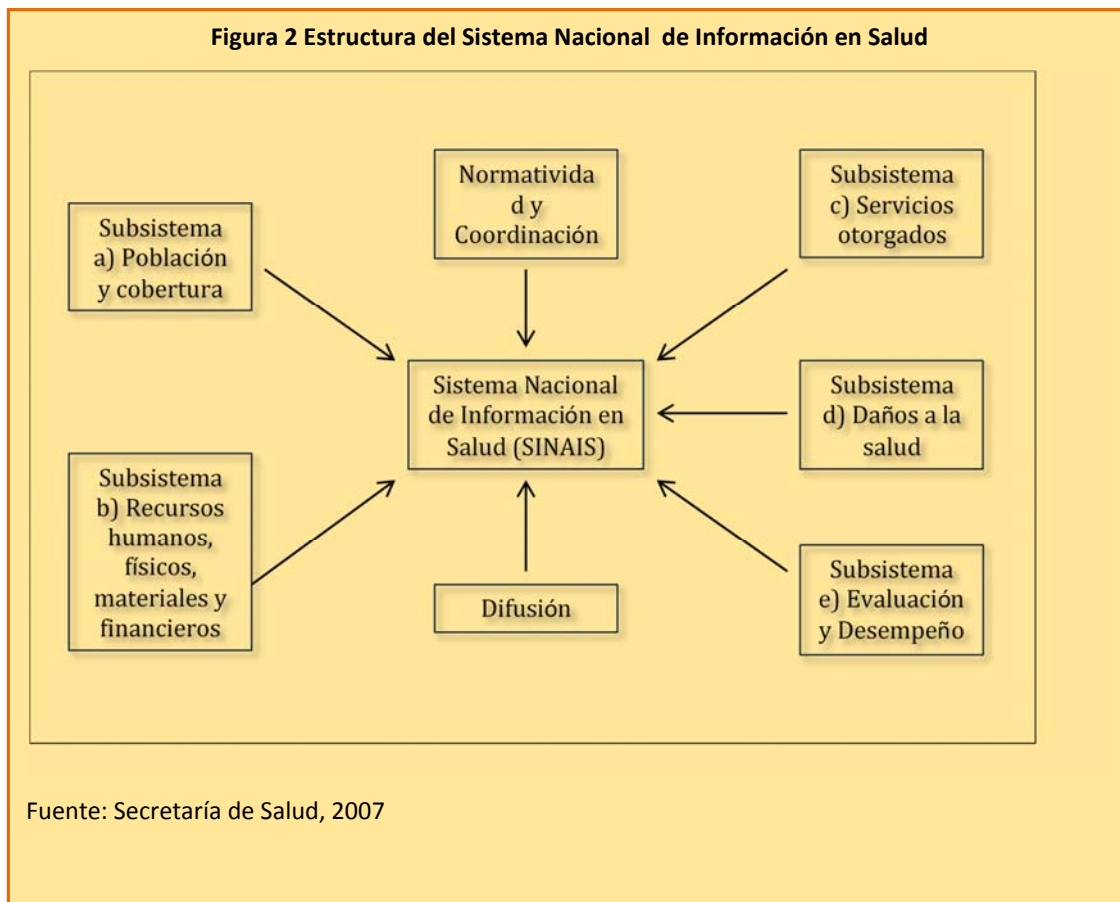 Figura 2 Estructura del Sistema Nacional de Información en Salud
Subsistema
a) Población
y cobertura
Normativida
d y
Coordinación
Subsistema
c) Servicios
otorgados
Sistema Nacional
de Información en
Salud (SINAIS)
Subsistema
d) Daños a la
salud
Subsistema
b) Recursos
humanos,
físicos,
materiales y
financieros
Difusión
Subsistema
e) Evaluación
y Desempeño
Fuente: Secretaría de Salud, 2007